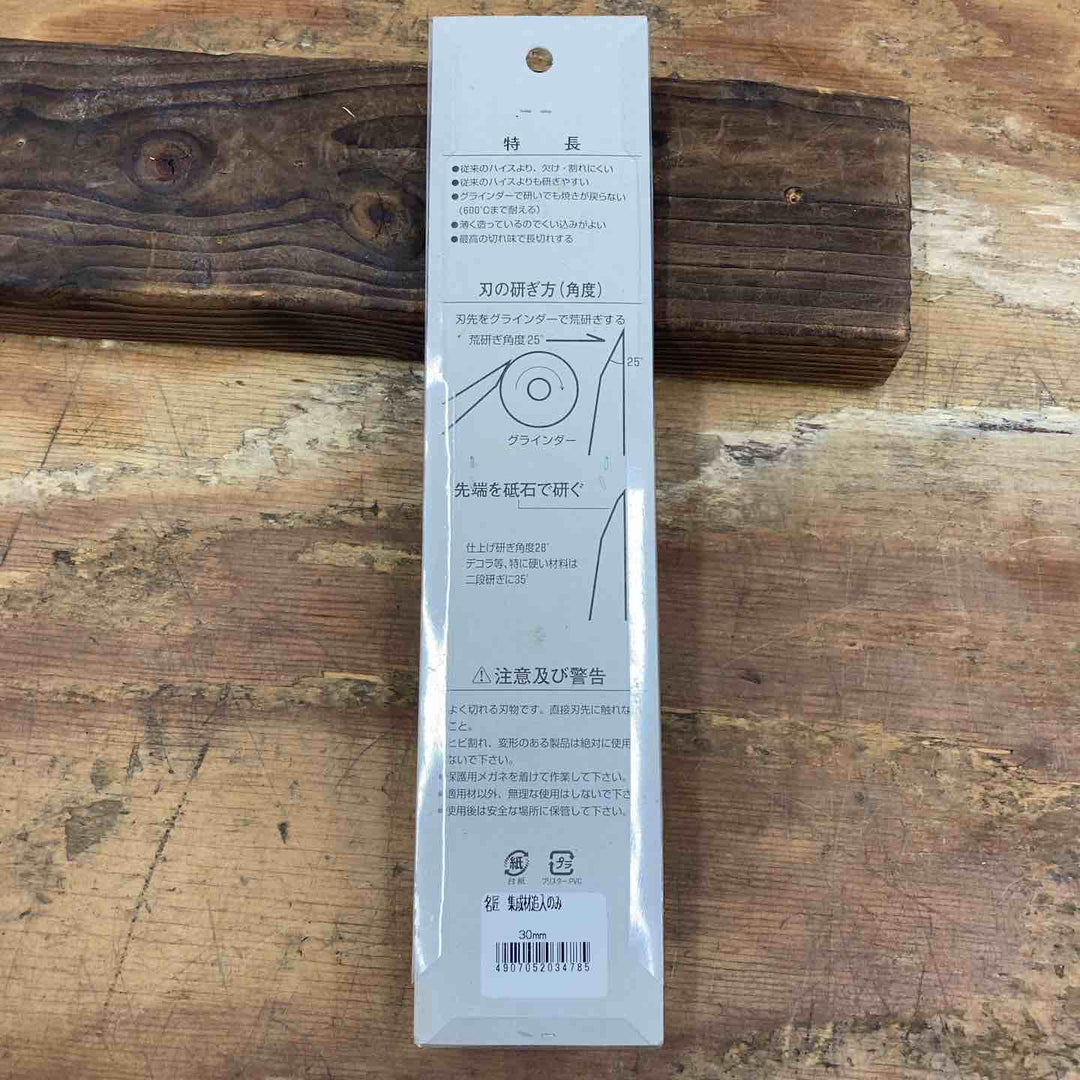 特 長
●従来のハイスより、欠け・割れにくい
●従来のハイスよりも研ぎやすい
●グラインダーで研いでも焼きが戻らない
(600℃まで耐える)
●薄く造っているのでくい込みがよい
●最高の切れ味で長切れする
刃の研ぎ方(角度)
刃先をグラインダーで荒研ぎする
荒研ぎ角度25°
25°
グラインダー
先端を砥石で研ぐ
仕上げ研ぎ角度28°
デコラ等、特に硬い材料は
二段研ぎに35°
⚠注意及び警告
よく切れる刃物です。直接刃先に触れな
こと。
ヒビ割れ、変形のある製品は絶対に使用
ないで下さい。
●保護用メガネを着けて作業して下さい。
●適用材以外、無理な使用はしないで下さ
●使用後は安全な場所に保管して下さい。
紙
台紙
プラ
ブリスターPVC
名匠 集成材追入のみ
30mm
4907052034785